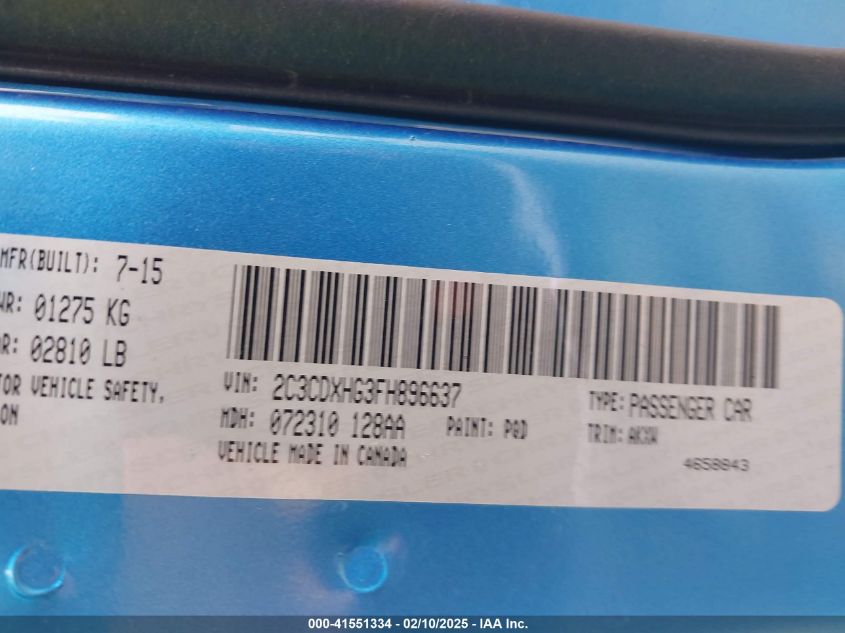 MFR(BUILT): 7-15
WR: 01275 KG
R: 02810 LB
TOR VEHICLE SAFETY,
ON
VIN: 2C3CDXHG3FH896637
MDH: 072310 128AA PAINT: PQD
VEHICLE MADE IN CANADA
TYPE: PASSENGER CAR
TRIM: AKXW
4658843
000-41551334 - 02/10/2025 - IAA Inc.